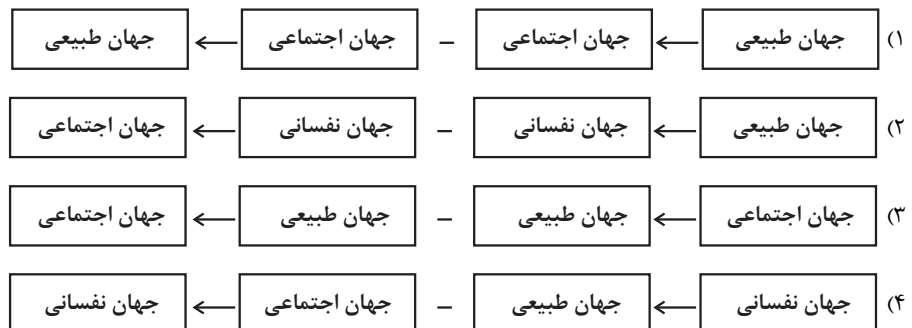 ۱) جهان طبیعی ← جهان اجتماعی – جهان اجتماعی ← جهان طبیعی
۲) جهان طبیعی ← جهان نفسانی – جهان نفسانی ← جهان اجتماعی
۳) جهان اجتماعی ← جهان طبیعی – جهان طبیعی ← جهان اجتماعی
۴) جهان نفسانی ← جهان طبیعی – جهان اجتماعی ← جهان نفسانی